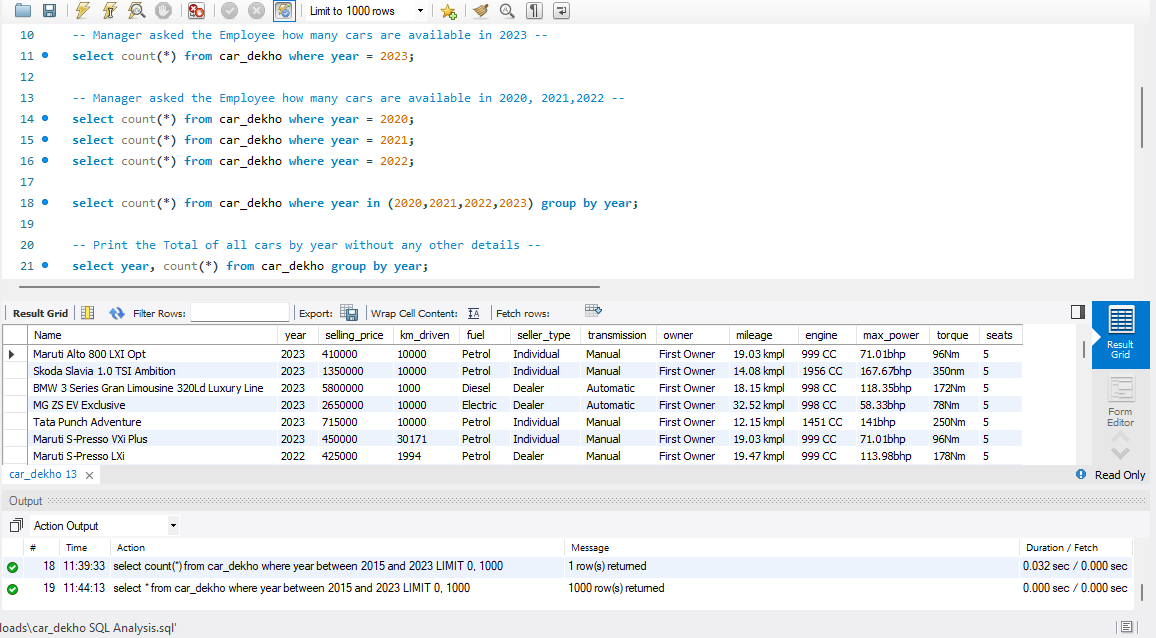 Limit to 1000 rows
10 -- Manager asked the Employee how many cars are available in 2023 --
11 select count(*) from car_dekho where year = 2023;
12
13 -- Manager asked the Employee how many cars are available in 2020, 2021,2022 --
14 select count(*) from car_dekho where year = 2020;
15 select count(*) from car_dekho where year = 2021;
16 select count(*) from car_dekho where year = 2022;
17
18 select count(*) from car_dekho where year in (2020,2021,2022,2023) group by year;
19
20 -- Print the Total of all cars by year without any other details --
21 select year, count(*) from car_dekho group by year;
Result Grid Filter Rows: Export: Wrap Cell Content: IA Fetch rows:
Name year selling_price km_driven fuel seller_type transmission owner mileage engine max_power torque seats
Maruti Alto 800 LXI Opt 2023 410000 10000 Petrol Individual Manual First Owner 19.03 kmpl 999 CC 71.01bhp 96Nm 5
Skoda Slavia 1.0 TSI Ambition 2023 1350000 10000 Petrol Individual Manual First Owner 14.08 kmpl 1956 CC 167.67bhp 350nm 5
BMW 3 Series Gran Limousine 320Ld Luxury Line 2023 5800000 1000 Diesel Dealer Automatic First Owner 18.15 kmpl 998 CC 118.35bhp 172Nm 5
MG ZS EV Exclusive 2023 2650000 10000 Electric Dealer Automatic First Owner 32.52 kmpl 998 CC 58.33bhp 78Nm 5
Tata Punch Adventure 2023 715000 10000 Petrol Individual Manual First Owner 12.15 kmpl 1451 CC 141bhp 250Nm 5
Maruti S-Presso VXi Plus 2023 450000 30171 Petrol Individual Manual First Owner 19.03 kmpl 999 CC 71.01bhp 96Nm 5
Maruti S-Presso LXi 2022 425000 1994 Petrol Dealer Manual First Owner 19.47 kmpl 999 CC 113.98bhp 178Nm 5
Result
Grid
Form
Editor
car_dekho 13 Read Only
Output
Action Output
# Time Action Message Duration / Fetch
18 11:39:33 select count(*) from car_dekho where year between 2015 and 2023 LIMIT 0, 1000 1 row(s) returned 0.032 sec / 0.000 sec
19 11:44:13 select * from car_dekho where year between 2015 and 2023 LIMIT 0, 1000 1000 row(s) returned 0.000 sec / 0.000 sec
loads\car_dekho SQL Analysis.sql'